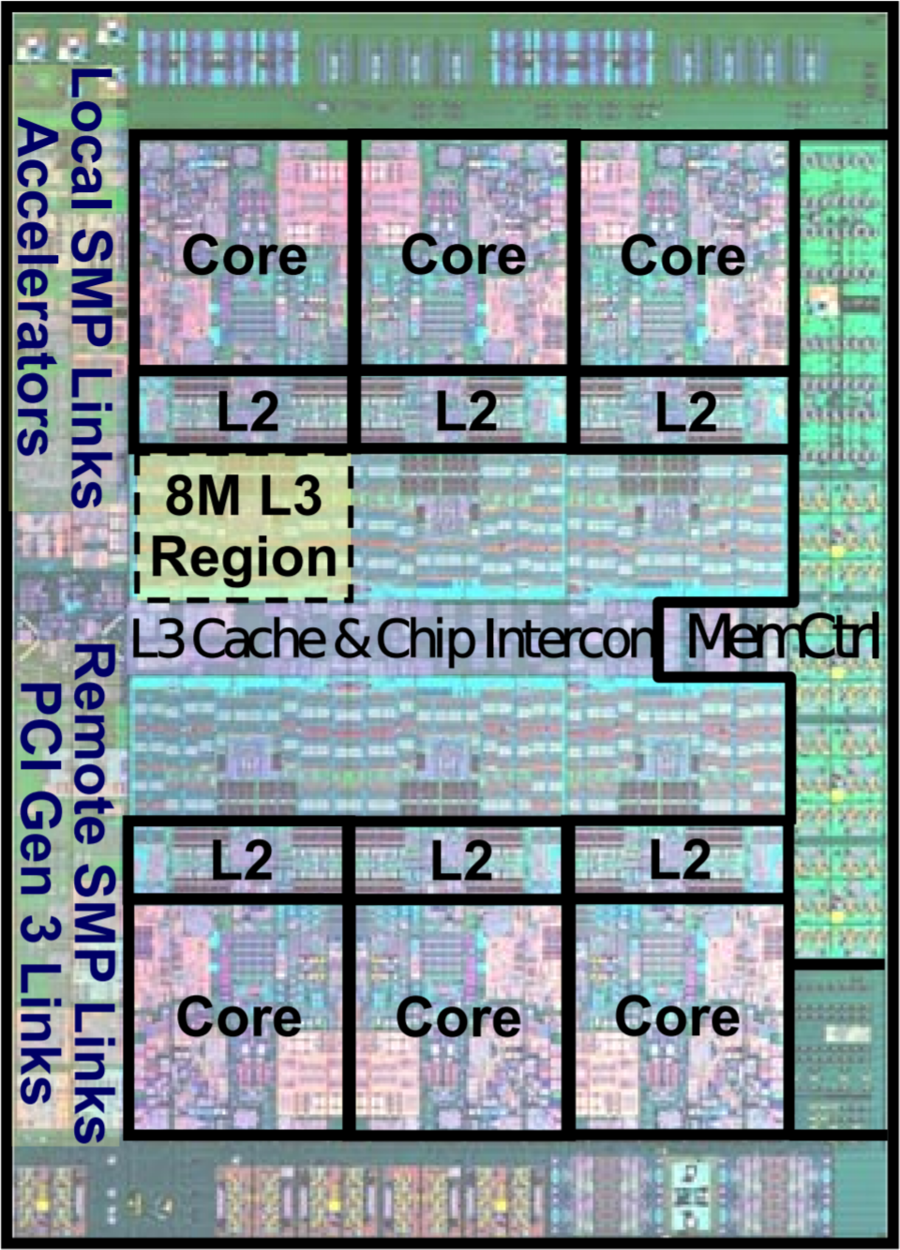 Local SMP Links
Accelerators
Core
Core
Core
L2
L2
L2
8M L3
Region
L3 Cache & Chip Intercon
MemCtrl
Remote SMP Links
PCI Gen 3 Links
L2
L2
L2
Core
Core
Core